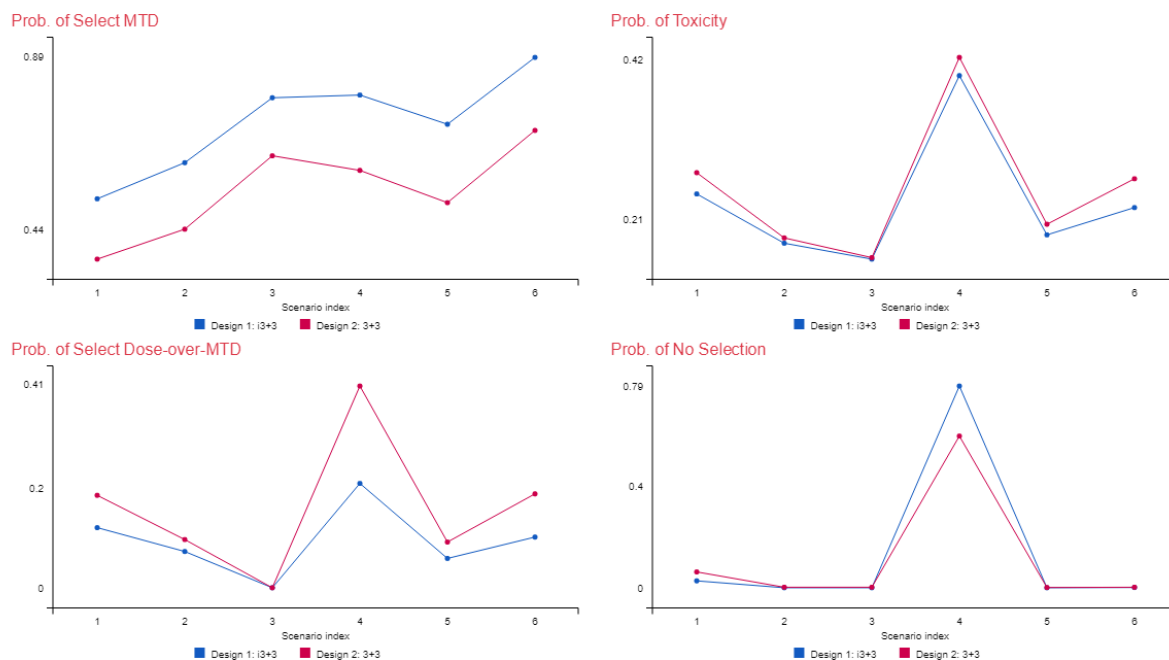 Prob. of Select MTD
0.89
0.44
1 2 3 4 5 6
Scenario index
Design 1: i3+3 Design 2: 3+3
Prob. of Toxicity
0.42
0.21
1 2 3 4 5 6
Scenario index
Design 1: i3+3 Design 2: 3+3
Prob. of Select Dose-over-MTD
0.41
0.2
0
1 2 3 4 5 6
Scenario index
Design 1: i3+3 Design 2: 3+3
Prob. of No Selection
0.79
0.4
0
1 2 3 4 5 6
Scenario index
Design 1: i3+3 Design 2: 3+3